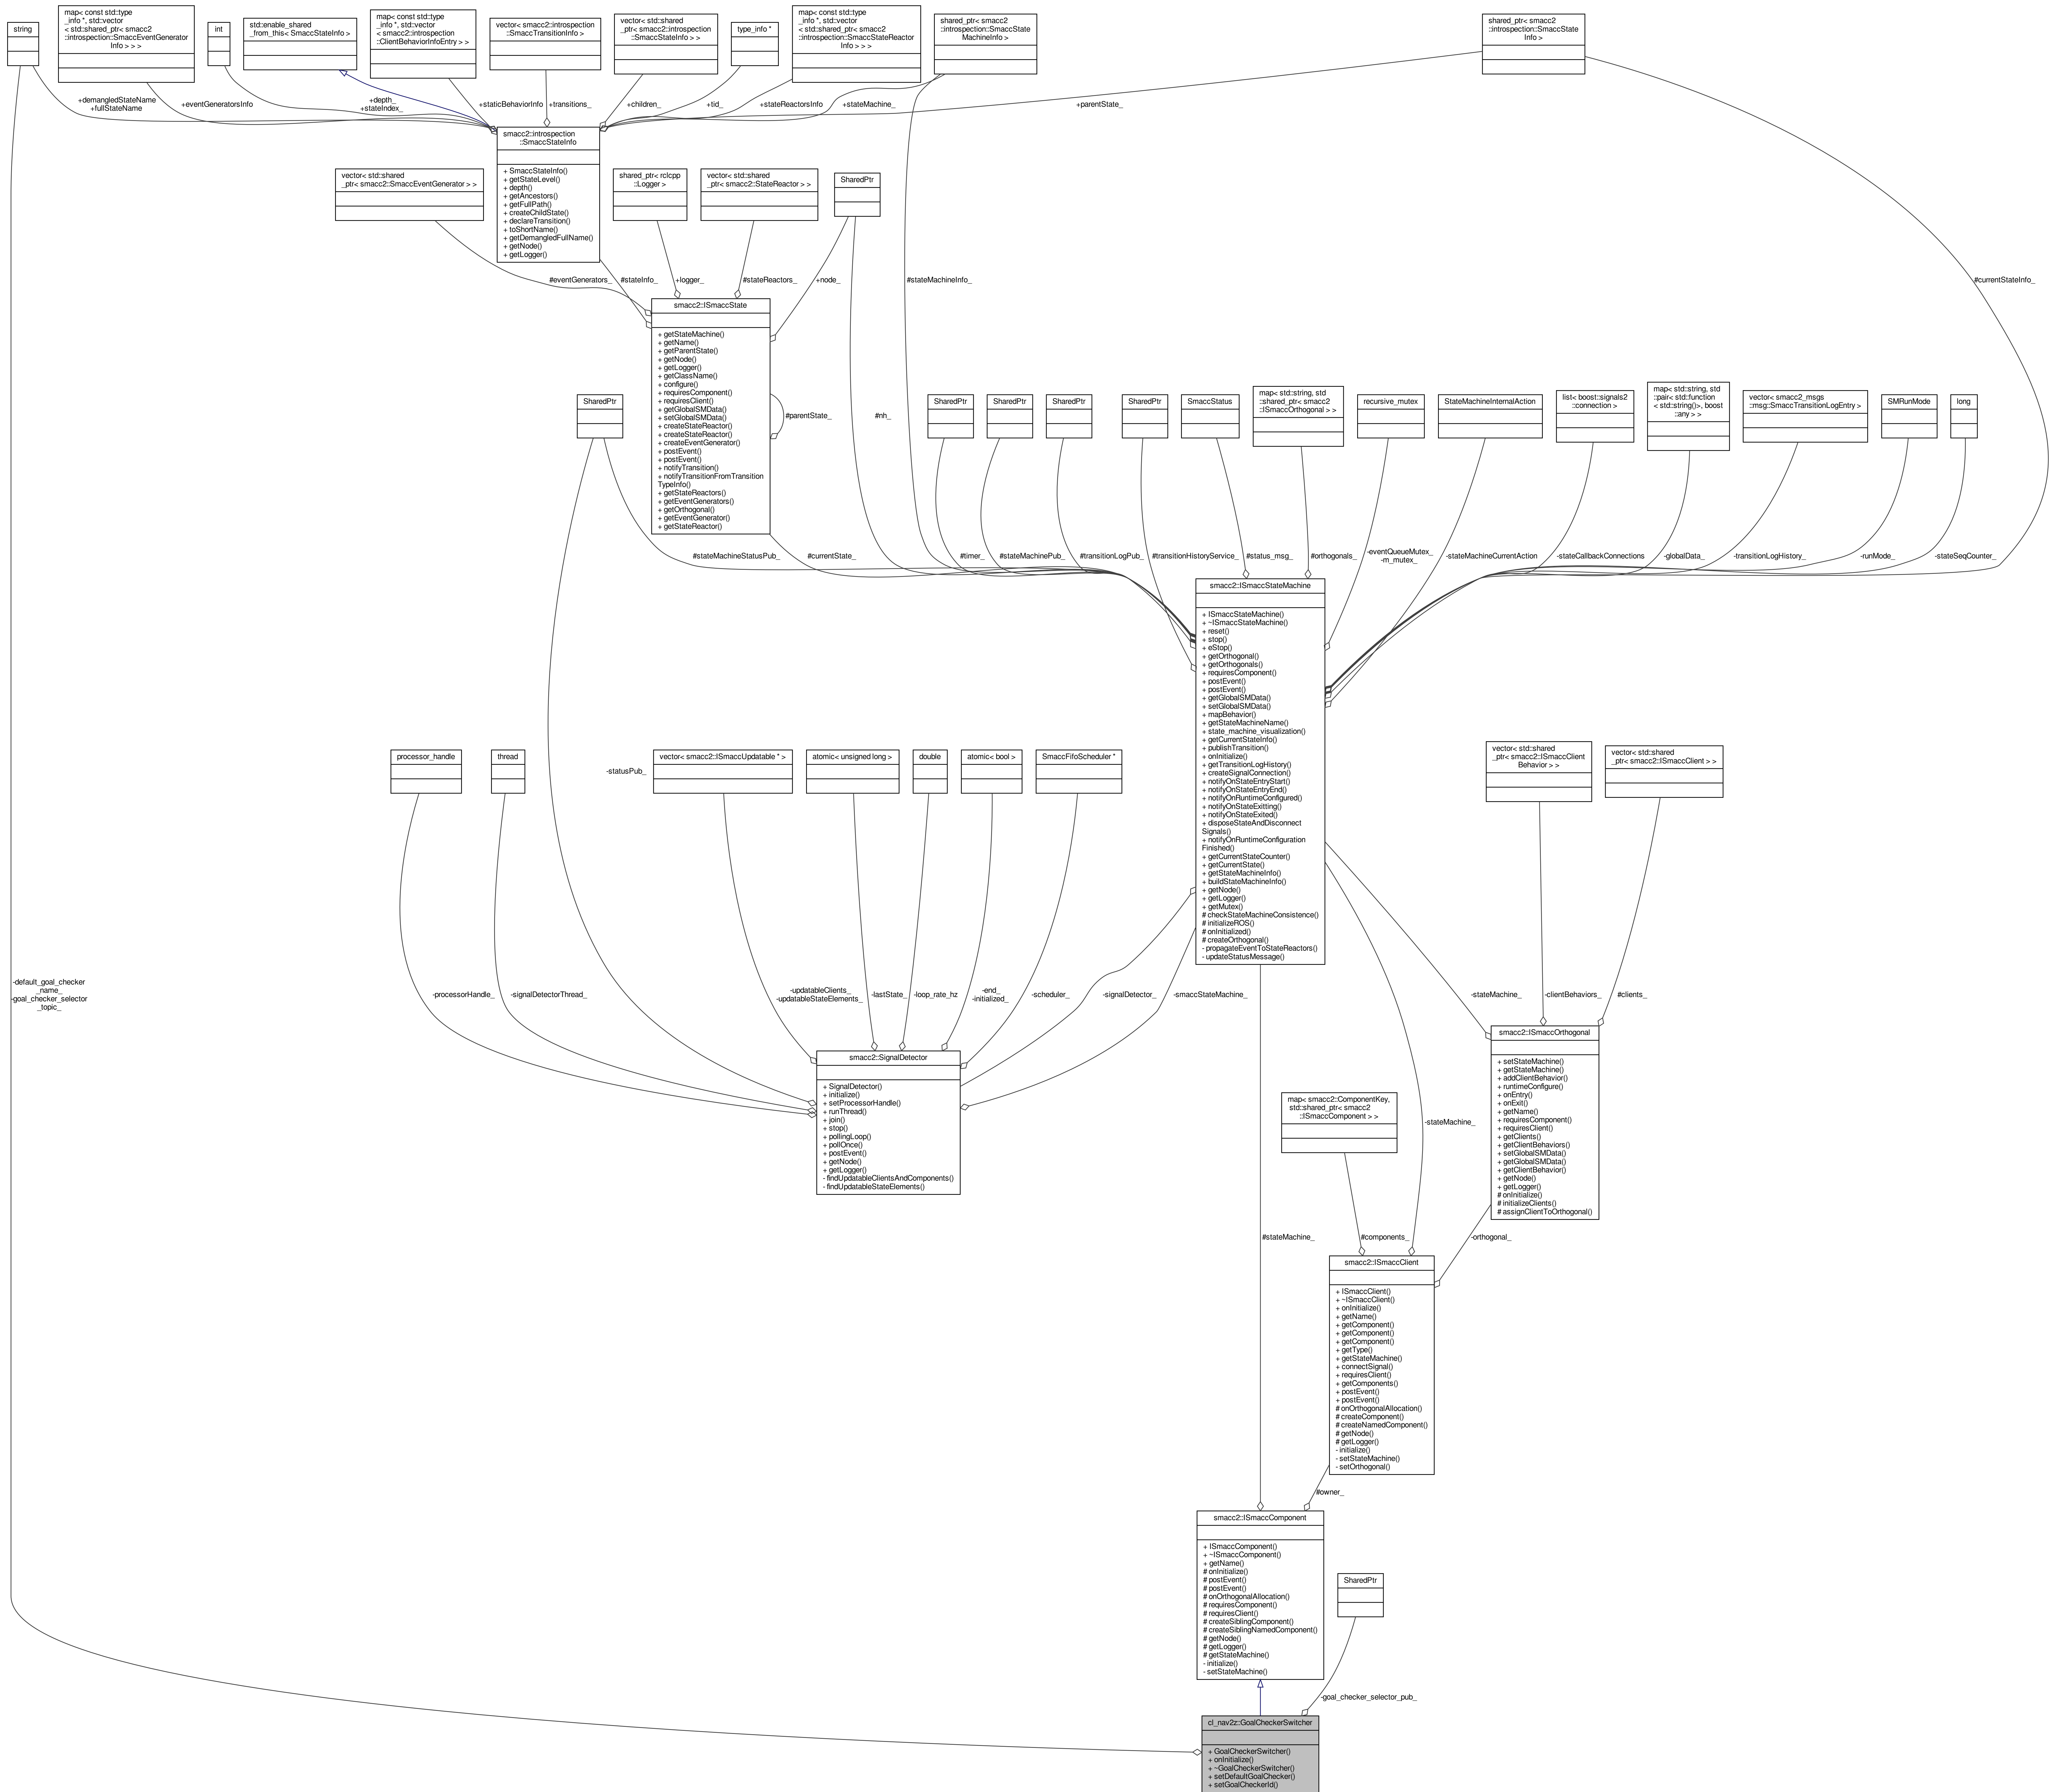 string
map< const std::type
_info *, std::vector
< std::shared_ptr< smacc2
::introspection::SmaccEventGenerator
Info > > >
int
std::enable_shared
_from_this< SmaccStateInfo >
map< const std::type
_info *, std::vector
< smacc2::introspection
::ClientBehaviorInfoEntry > >
vector< smacc2::introspection
::SmaccTransitionInfo >
vector< std::shared
_ptr< smacc2::introspection
::SmaccStateInfo > >
type_info *
map< const std::type
_info *, std::vector
< std::shared_ptr< smacc2
::introspection::SmaccStateReactor
Info > > >
shared_ptr< smacc2
::introspection::SmaccState
MachineInfo >
shared_ptr< smacc2
::introspection::SmaccState
Info >
+demangledStateName
+fullStateName
+eventGeneratorsInfo
+depth_
+stateIndex_
+staticBehaviorInfo
+transitions_
+children_
+tid_
+stateReactorsInfo
+stateMachine_
+parentState_
smacc2::introspection
::SmaccStateInfo
+ SmaccStateInfo()
+ getStateLevel()
+ depth()
+ getAncestors()
+ getFullPath()
+ createChildState()
+ declareTransition()
+ toShortName()
+ getDemangledFullName()
+ getNode()
+ getLogger()
vector< std::shared
_ptr< smacc2::SmaccEventGenerator > >
shared_ptr< rclcpp
::Logger >
vector< std::shared
_ptr< smacc2::StateReactor > >
SharedPtr
#eventGenerators_
#stateInfo_
+logger_
#stateReactors_
+node_
#stateMachineInfo_
#currentStateInfo_
smacc2::ISmaccState
+ getStateMachine()
+ getName()
+ getParentState()
+ getNode()
+ getLogger()
+ getClassName()
+ configure()
+ requiresComponent()
+ requiresClient()
+ getGlobalSMData()
+ setGlobalSMData()
+ createStateReactor()
+ createStateReactor()
+ createEventGenerator()
+ postEvent()
+ postEvent()
+ notifyTransition()
+ notifyTransitionFromTransition
TypeInfo()
+ getStateReactors()
+ getEventGenerators()
+ getOrthogonal()
+ getEventGenerator()
+ getStateReactor()
#parentState_
#nh_
SharedPtr
SharedPtr
SharedPtr
SharedPtr
SharedPtr
SmaccStatus
map< std::string, std
::shared_ptr< smacc2
::ISmaccOrthogonal > >
recursive_mutex
StateMachineInternalAction
list< boost::signals2
::connection >
map< std::string, std
::pair< std::function
< std::string()>, boost
::any > >
vector< smacc2_msgs
::msg::SmaccTransitionLogEntry >
SMRunMode
long
#stateMachineStatusPub_
#currentState_
#timer_
#stateMachinePub_
#transitionLogPub_
#transitionHistoryService_
#status_msg_
#orthogonals_
-eventQueueMutex_
-m_mutex_
-stateMachineCurrentAction
-stateCallbackConnections
-globalData_
-transitionLogHistory_
-runMode_
-stateSeqCounter_
smacc2::ISmaccStateMachine
+ ISmaccStateMachine()
+ ~ISmaccStateMachine()
+ reset()
+ stop()
+ eStop()
+ getOrthogonal()
+ getOrthogonals()
+ requiresComponent()
+ postEvent()
+ postEvent()
+ getGlobalSMData()
+ setGlobalSMData()
+ mapBehavior()
+ getStateMachineName()
+ state_machine_visualization()
+ getCurrentStateInfo()
+ publishTransition()
+ onInitialize()
+ getTransitionLogHistory()
+ createSignalConnection()
+ notifyOnStateEntryStart()
+ notifyOnStateEntryEnd()
+ notifyOnRuntimeConfigured()
+ notifyOnStateExitting()
+ notifyOnStateExited()
+ disposeStateAndDisconnect
Signals()
+ notifyOnRuntimeConfiguration
Finished()
+ getCurrentStateCounter()
+ getCurrentState()
+ getStateMachineInfo()
+ buildStateMachineInfo()
+ getNode()
+ getLogger()
+ getMutex()
# checkStateMachineConsistence()
# initializeROS()
# onInitialized()
# createOrthogonal()
- propagateEventToStateReactors()
- updateStatusMessage()
processor_handle
thread
-statusPub_
vector< smacc2::ISmaccUpdatable * >
atomic< unsigned long >
double
atomic< bool >
SmaccFifoScheduler *
vector< std::shared
_ptr< smacc2::ISmaccClient
Behavior > >
vector< std::shared
_ptr< smacc2::ISmaccClient > >
-default_goal_checker
_name_
-goal_checker_selector
_topic_
-processorHandle_
-signalDetectorThread_
-updatableClients_
-updatableStateElements_
-lastState_
-loop_rate_hz
-end_
-initialized_
-scheduler_
-signalDetector_
-smaccStateMachine_
-stateMachine_
-clientBehaviors_
#clients_
smacc2::SignalDetector
+ SignalDetector()
+ initialize()
+ setProcessorHandle()
+ runThread()
+ join()
+ stop()
+ pollingLoop()
+ pollOnce()
+ postEvent()
+ getNode()
+ getLogger()
- findUpdatableClientsAndComponents()
- findUpdatableStateElements()
smacc2::ISmaccOrthogonal
+ setStateMachine()
+ getStateMachine()
+ addClientBehavior()
+ runtimeConfigure()
+ onEntry()
+ onExit()
+ getName()
+ requiresComponent()
+ requiresClient()
+ getClients()
+ getClientBehaviors()
+ setGlobalSMData()
+ getGlobalSMData()
+ getClientBehavior()
+ getNode()
+ getLogger()
# onInitialize()
# initializeClients()
# assignClientToOrthogonal()
map< smacc2::ComponentKey,
std::shared_ptr< smacc2
::ISmaccComponent > >
-stateMachine_
#stateMachine_
#components_
-orthogonal_
smacc2::ISmaccClient
+ ISmaccClient()
+ ~ISmaccClient()
+ onInitialize()
+ getName()
+ getComponent()
+ getComponent()
+ getComponent()
+ getType()
+ getStateMachine()
+ connectSignal()
+ requiresClient()
+ getComponents()
+ postEvent()
+ postEvent()
# onOrthogonalAllocation()
# createComponent()
# createNamedComponent()
# getNode()
# getLogger()
- initialize()
- setStateMachine()
- setOrthogonal()
#owner_
smacc2::ISmaccComponent
+ ISmaccComponent()
+ ~ISmaccComponent()
+ getName()
# onInitialize()
# postEvent()
# postEvent()
# onOrthogonalAllocation()
# requiresComponent()
# requiresClient()
# createSiblingComponent()
# createSiblingNamedComponent()
# getNode()
# getLogger()
# getStateMachine()
- initialize()
- setStateMachine()
SharedPtr
-goal_checker_selector_pub_
cl_nav2z::GoalCheckerSwitcher
+ GoalCheckerSwitcher()
+ onInitialize()
+ ~GoalCheckerSwitcher()
+ setDefaultGoalChecker()
+ setGoalCheckerId()